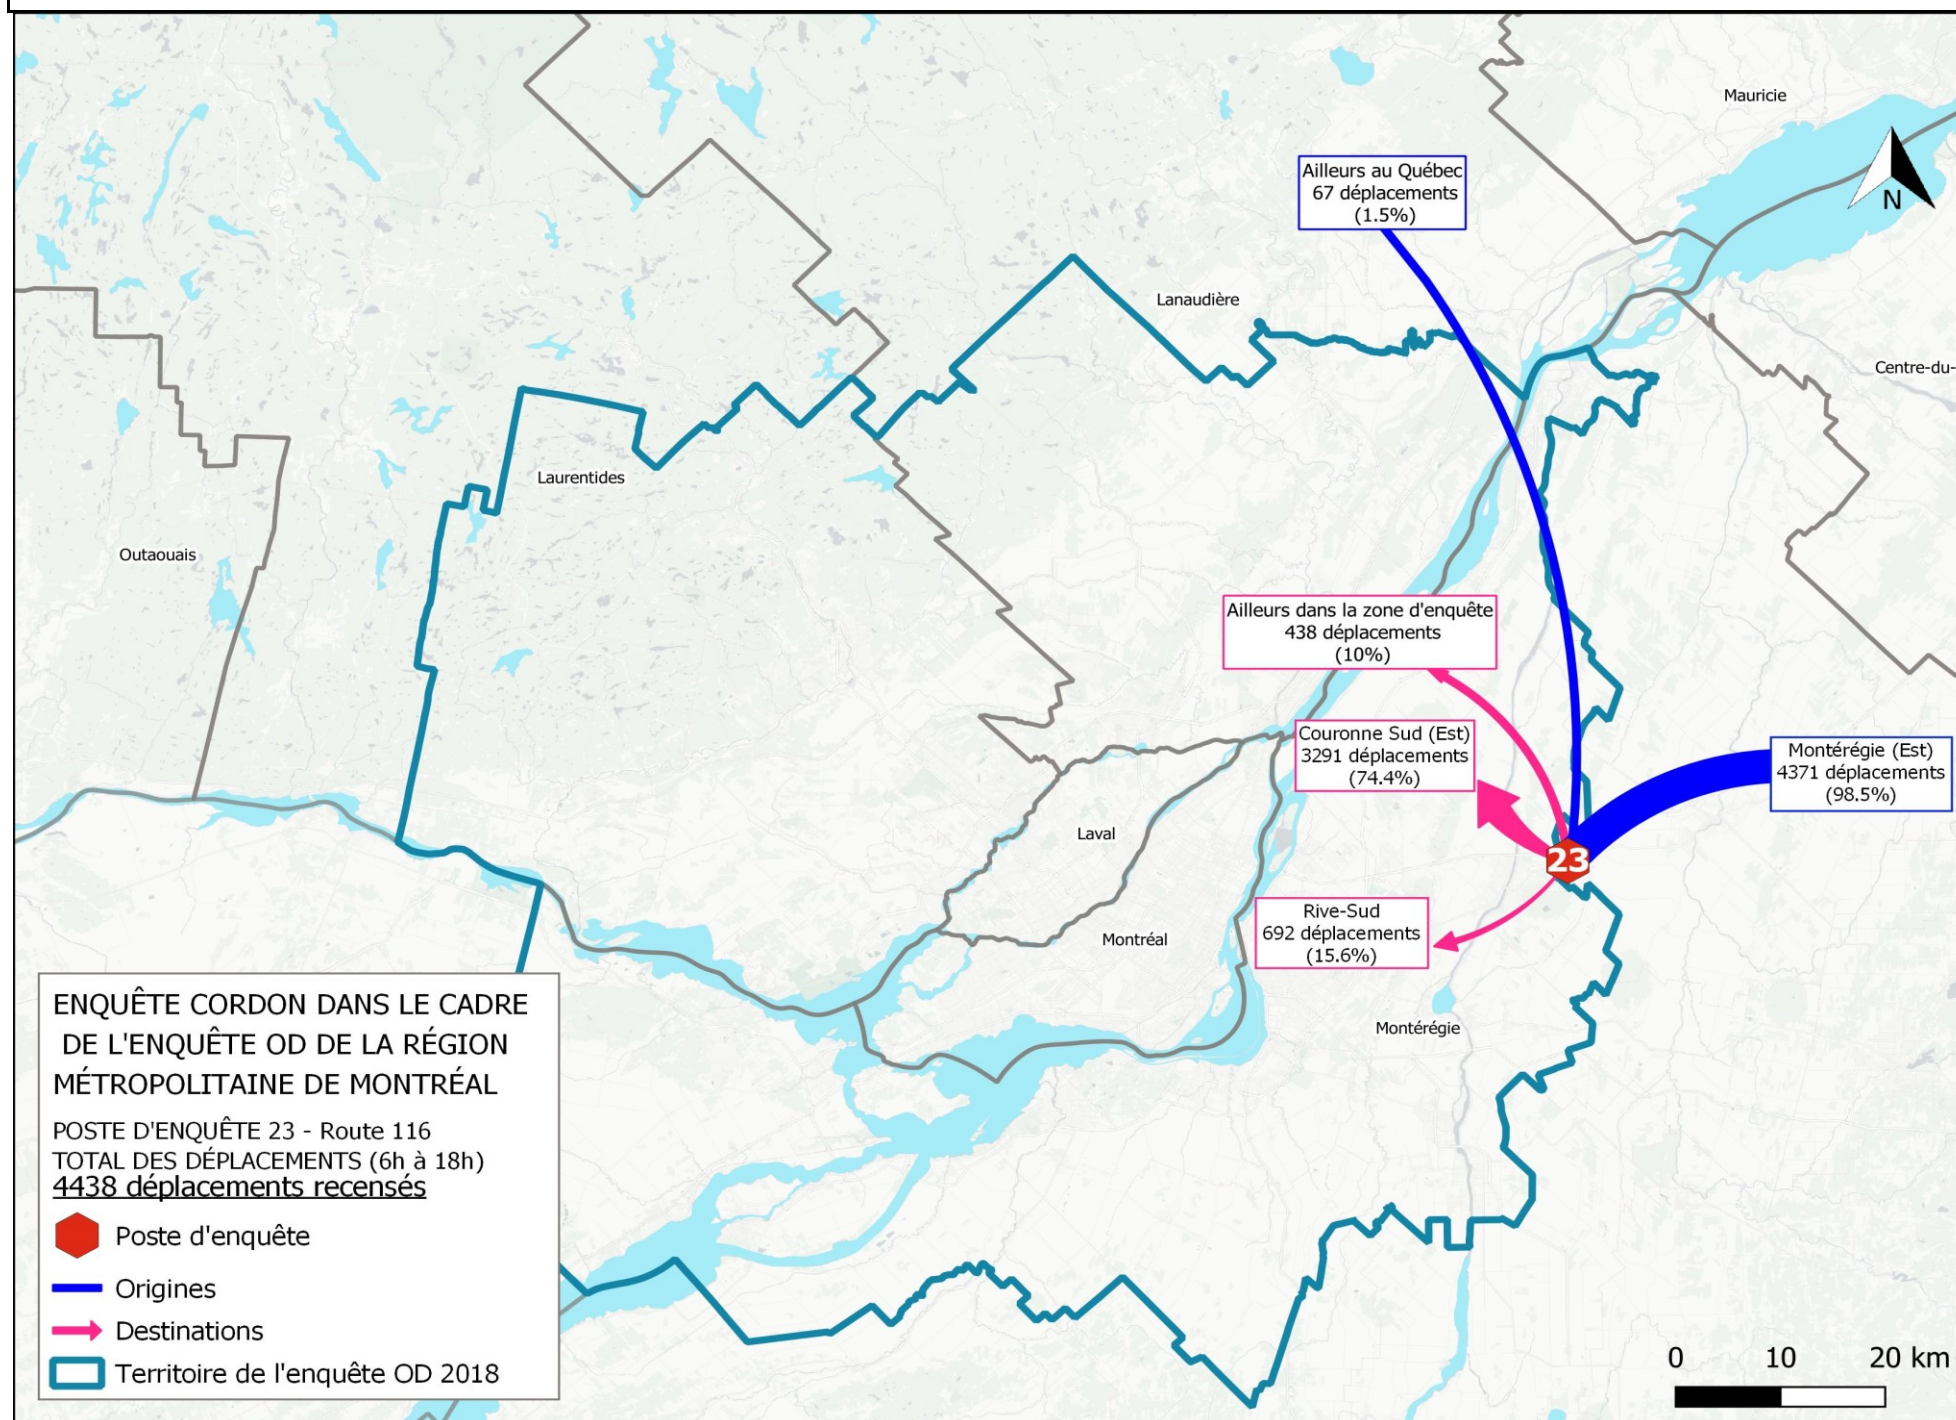 Mauricie
N
Ailleurs au Québec
67 déplacements
(1.5%)
Lanaudière
Centre-du-
Laurentides
Outaouais
Ailleurs dans la zone d'enquête
438 déplacements
(10%)
Couronne Sud (Est)
3291 déplacements
(74.4%)
Montérégie (Est)
4371 déplacements
(98.5%)
Laval
23
Rive-Sud
692 déplacements
(15.6%)
Montréal
Montérégie
ENQUÊTE CORDON DANS LE CADRE
DE L'ENQUÊTE OD DE LA RÉGION
MÉTROPOLITAINE DE MONTRÉAL
POSTE D'ENQUÊTE 23 - Route 116
TOTAL DES DÉPLACEMENTS (6h à 18h)
4438 déplacements recensés
Poste d'enquête
Origines
Destinations
Territoire de l'enquête OD 2018
0 10 20 km